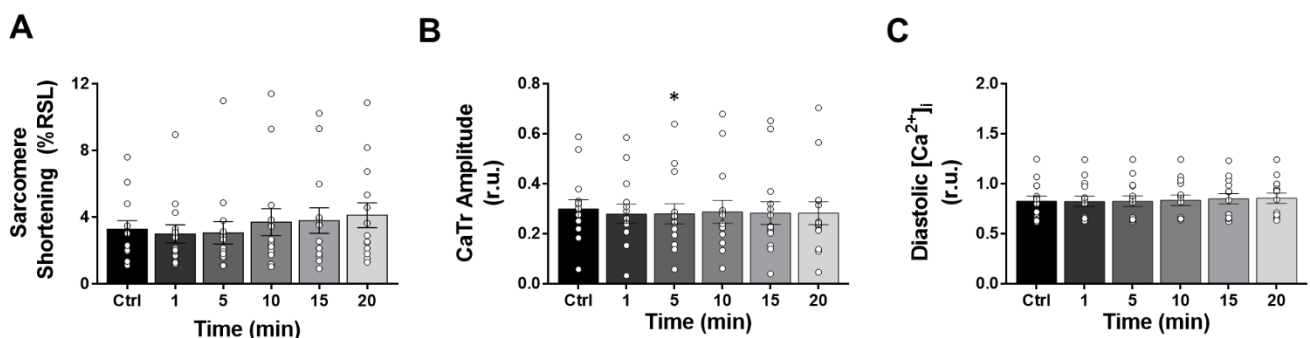 A
Sarcomere
Shortening (%RSL)
12
8
4
0
Ctrl 1 5 10 15 20
Time (min)
B
CaTr Amplitude
(r.u.)
0.8
0.6
0.4
0.2
0.0
*
Ctrl 1 5 10 15 20
Time (min)
C
Diastolic [Ca²⁺]ᵢ
(r.u.)
2.0
1.5
1.0
0.5
0.0
Ctrl 1 5 10 15 20
Time (min)